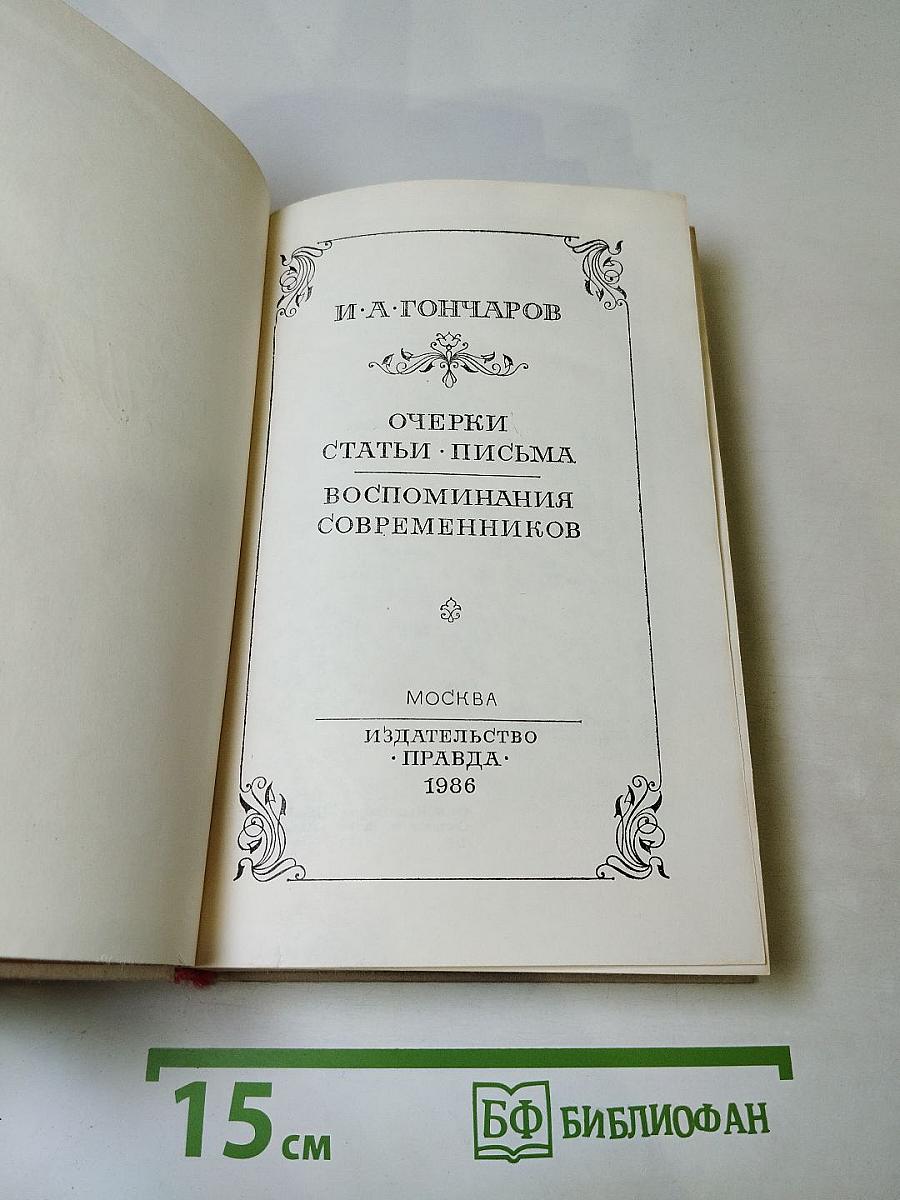 И·А·ГОНЧАРОВ
ОЧЕРКИ
СТАТЬИ·ПИСЬМА
ВОСПОМИНАНИЯ
СОВРЕМЕННИКОВ
МОСКВА
ИЗДАТЕЛЬСТВО
·ПРАВДА·
1986
15 см
БФ БИБЛИОФАН